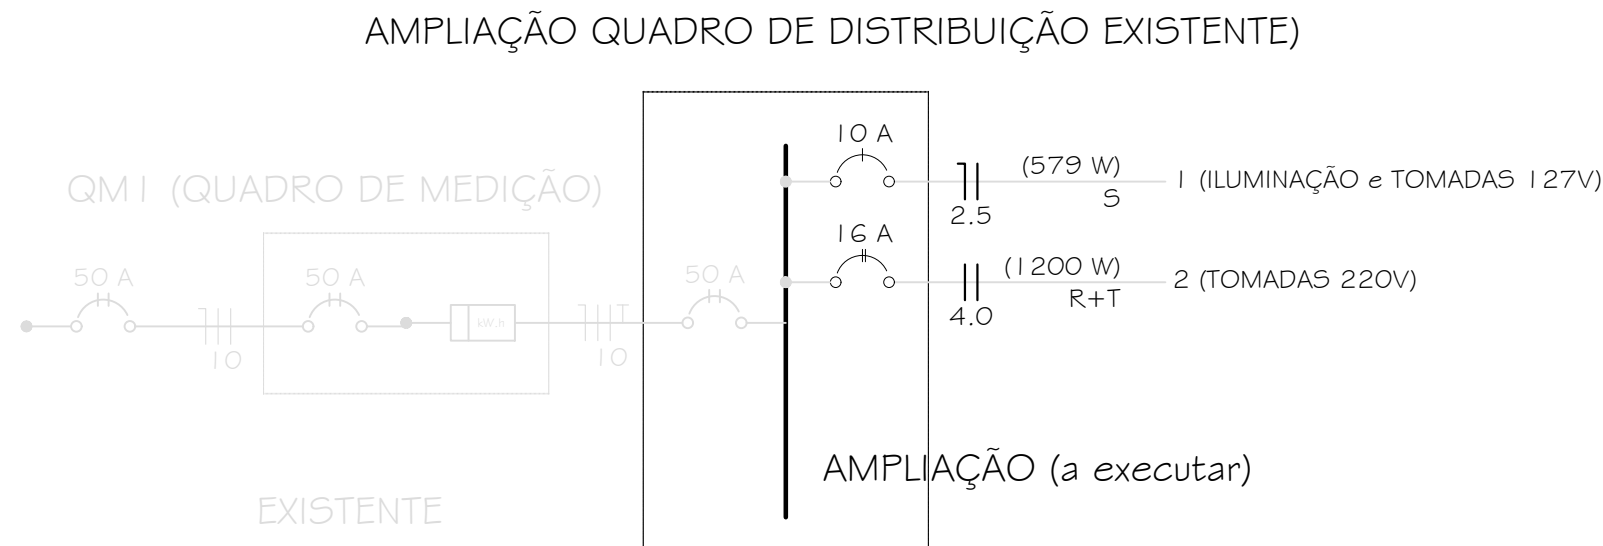 AMPLIAÇÃO QUADRO DE DISTRIBUIÇÃO EXISTENTE)
QM1 (QUADRO DE MEDIÇÃO)
50 A
10
50 A
kW.h
10
50 A
10 A
2.5
(579 W)
S
1 (ILUMINAÇÃO e TOMADAS 127V)
16 A
4.0
(1200 W)
R+T
2 (TOMADAS 220V)
AMPLIAÇÃO (a executar)
EXISTENTE